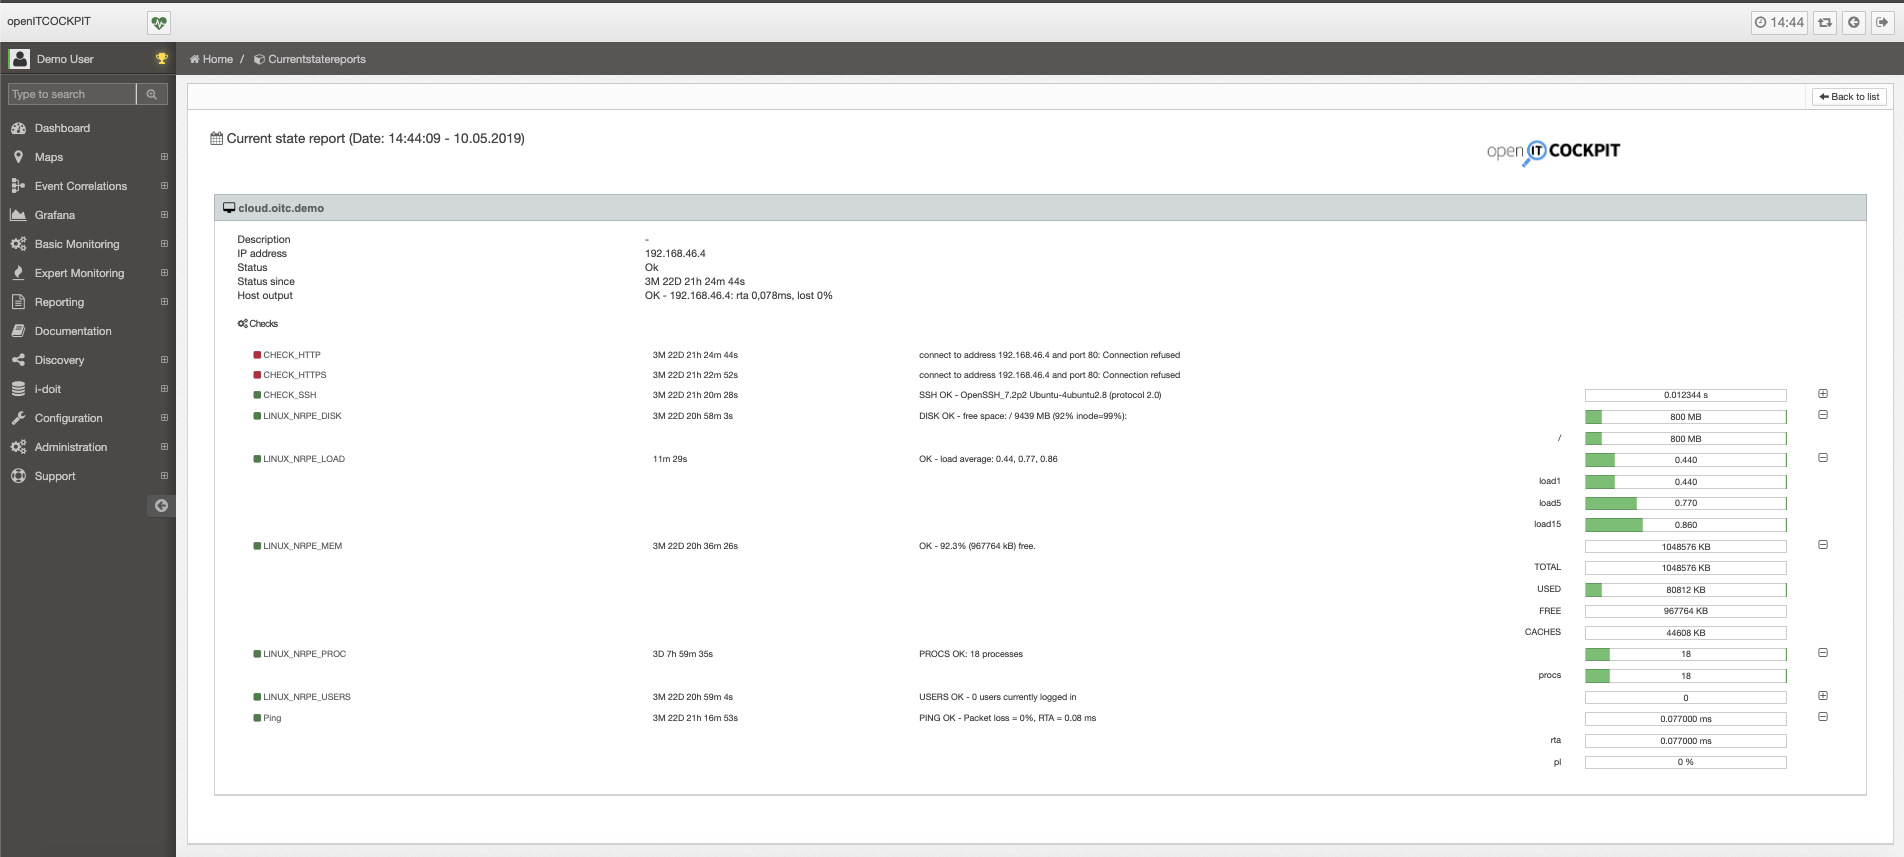 openITCOCKPIT
14:44
Demo User
Home / Currentstatereports
Type to search
Back to list
Dashboard
Maps
Event Correlations
Grafana
Basic Monitoring
Expert Monitoring
Reporting
Documentation
Discovery
i-doit
Configuration
Administration
Support
Current state report (Date: 14:44:09 - 10.05.2019)
open IT COCKPIT
cloud.oitc.demo
Description -
IP address 192.168.46.4
Status Ok
Status since 3M 22D 21h 24m 44s
Host output OK - 192.168.46.4: rta 0,078ms, lost 0%
Checks
CHECK_HTTP 3M 22D 21h 24m 44s connect to address 192.168.46.4 and port 80: Connection refused
CHECK_HTTPS 3M 22D 21h 22m 52s connect to address 192.168.46.4 and port 80: Connection refused
CHECK_SSH 3M 22D 21h 20m 28s SSH OK - OpenSSH_7.2p2 Ubuntu-4ubuntu2.8 (protocol 2.0) 0.012344 s
LINUX_NRPE_DISK 3M 22D 20h 58m 3s DISK OK - free space: / 9439 MB (92% inode=99%): 800 MB
/ 800 MB
LINUX_NRPE_LOAD 11m 29s OK - load average: 0.44, 0.77, 0.86 0.440
load1 0.440
load5 0.770
load15 0.860
LINUX_NRPE_MEM 3M 22D 20h 36m 26s OK - 92.3% (967764 kB) free. 1048576 KB
TOTAL 1048576 KB
USED 80812 KB
FREE 967764 KB
CACHES 44608 KB
LINUX_NRPE_PROC 3D 7h 59m 35s PROCS OK: 18 processes 18
procs 18
LINUX_NRPE_USERS 3M 22D 20h 59m 4s USERS OK - 0 users currently logged in 0
Ping 3M 22D 21h 16m 53s PING OK - Packet loss = 0%, RTA = 0.08 ms 0.077000 ms
rta 0.077000 ms
pl 0 %